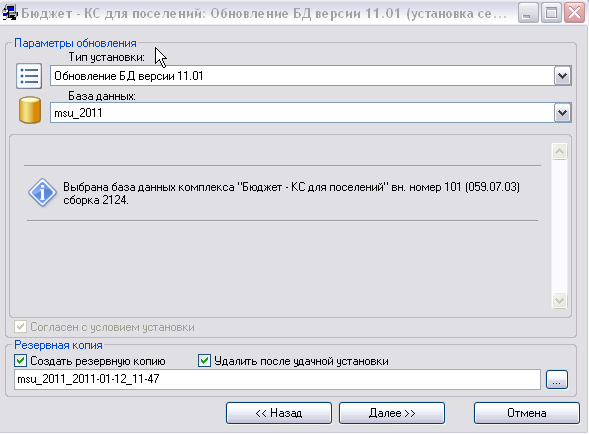 Бюджет - КС для поселений: Обновление БД версии 11.01 (установка се...
Параметры обновления
Тип установки:
Обновление БД версии 11.01
База данных:
msu_2011
Выбрана база данных комплекса "Бюджет - КС для поселений" вн. номер 101 (059.07.03)
сборка 2124.
Согласен с условием установки
Резервная копия
Создать резервную копию
Удалить после удачной установки
msu_2011_2011-01-12_11-47
...
<< Назад
Далее >>
Отмена